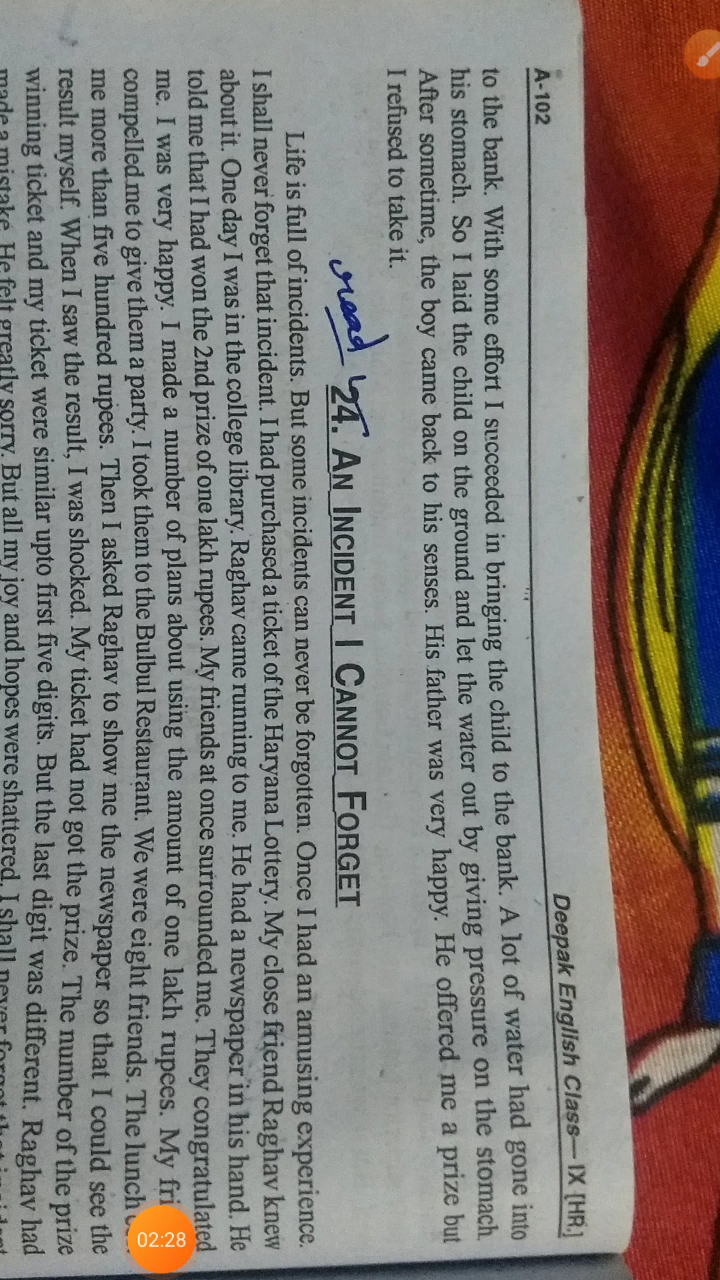 A-102
Deepak English Class—IX [HR.]
to the bank. With some effort I succeeded in bringing the child to the bank. A lot of water had gone into
his stomach. So I laid the child on the ground and let the water out by giving pressure on the stomach.
After sometime, the boy came back to his senses. His father was very happy. He offered me a prize but
I refused to take it.
read
24. AN INCIDENT I CANNOT FORGET
Life is full of incidents. But some incidents can never be forgotten. Once I had an amusing experience.
I shall never forget that incident. I had purchased a ticket of the Haryana Lottery. My close friend Raghav knew
about it. One day I was in the college library. Raghav came running to me. He had a newspaper in his hand. He
told me that I had won the 2nd prize of one lakh rupees. My friends at once surrounded me. They congratulated
me. I was very happy. I made a number of plans about using the amount of one lakh rupees. My
compelled me to give them a party. I took them to the Bulbul Restaurant. We were eight friends. The lunch
me more than five hundred rupees. Then I asked Raghav to show me the newspaper so that I could see the
result myself. When I saw the result, I was shocked. My ticket had not got the prize. The number of the prize
winning ticket and my ticket were similar upto first five digits. But the last digit was different. Raghav had
made a mistake. He felt greatly sorry. But all my joy and hopes were shattered. I shall never forget that
02:28